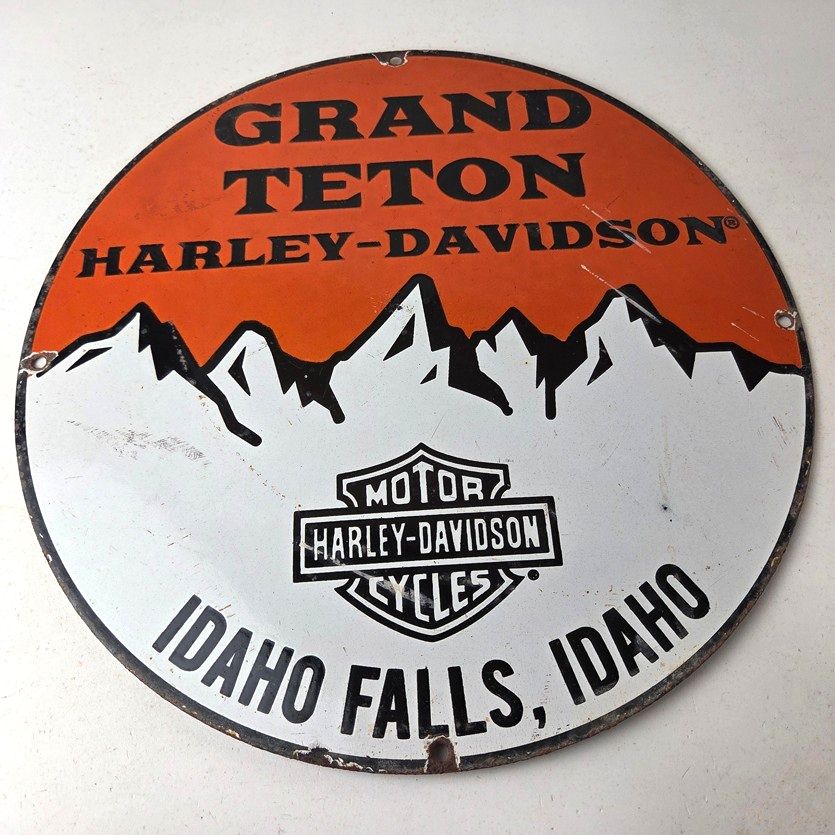 GRAND
TETON
HARLEY-DAVIDSON®
MOTOR
HARLEY-DAVIDSON
CYCLES
IDAHO FALLS, IDAHO